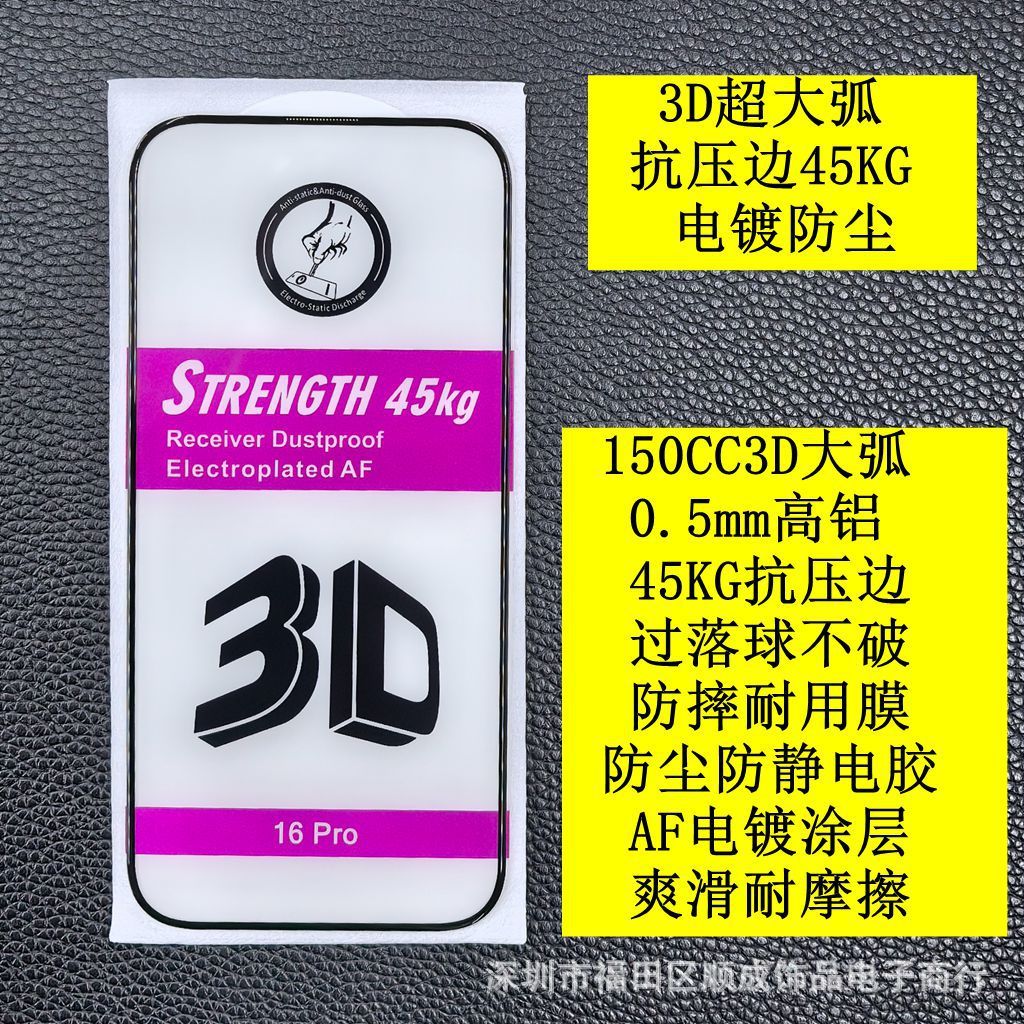 3D超大弧
抗压边45KG
电镀防尘
Anti-static&Anti-dust Glass
Electro-Static Discharge
STRENGTH 45kg
Receiver Dustproof
Electroplated AF
3D
16 Pro
150CC3D大弧
0.5mm高铝
45KG抗压边
过落球不破
防摔耐用膜
防尘防静电胶
AF电镀涂层
爽滑耐摩擦
深圳市福田区顺成饰品电子商行